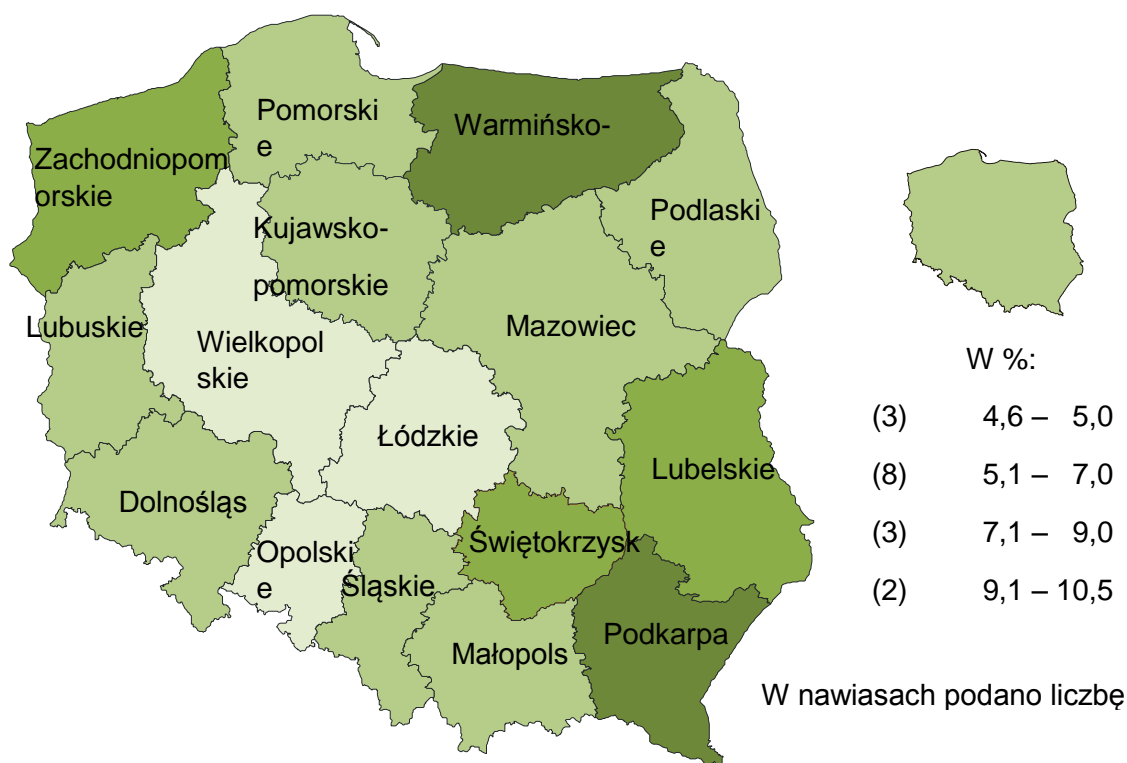 Pomorski
e
Warmińsko-
Zachodniopom
orskie
Kujawsko-
pomorskie
Podlaski
e
Lubuskie
Wielkopol
skie
Mazowiec
Łódzkie
Lubelskie
Dolnośląs
Opolski
e
Śląskie
Świętokrzysk
Małopols
Podkarpa
W %:
(3) 4,6 – 5,0
(8) 5,1 – 7,0
(3) 7,1 – 9,0
(2) 9,1 – 10,5
W nawiasach podano liczbę